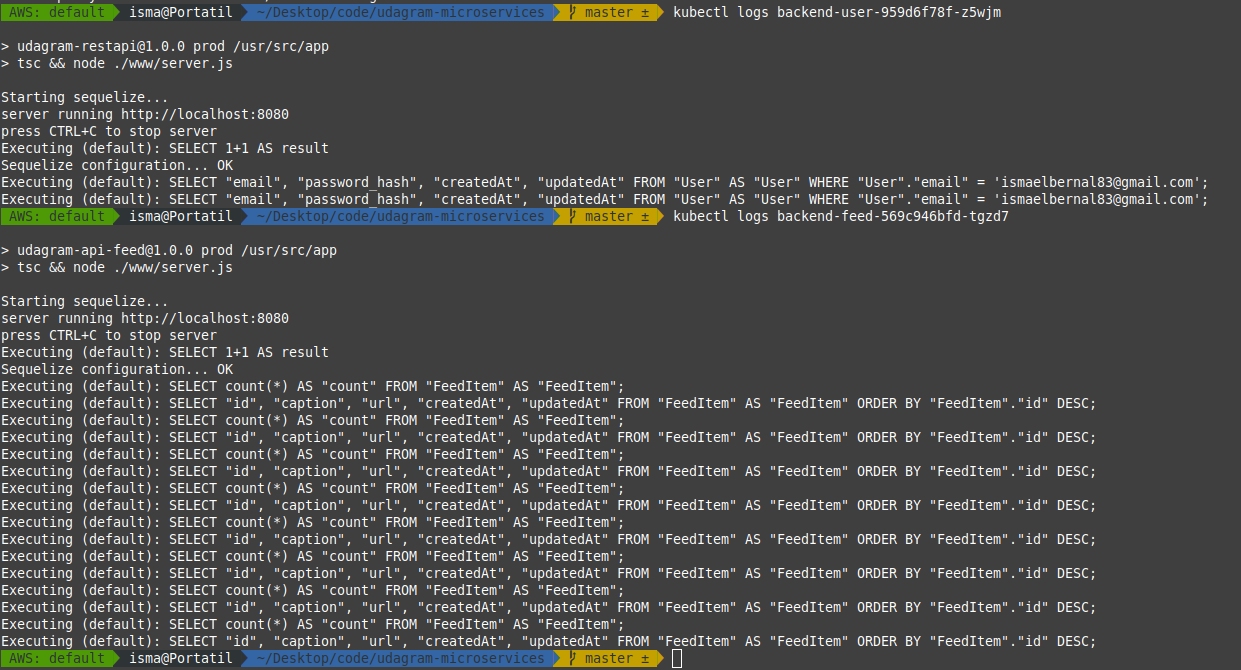 AWS: default isma@Portatil ~/Desktop/code/udagram-microservices master ± kubectl logs backend-user-959d6f78f-z5wjm
> udagram-restapi@1.0.0 prod /usr/src/app
> tsc && node ./www/server.js
Starting sequelize...
server running http://localhost:8080
press CTRL+C to stop server
Executing (default): SELECT 1+1 AS result
Sequelize configuration... OK
Executing (default): SELECT "email", "password_hash", "createdAt", "updatedAt" FROM "User" AS "User" WHERE "User"."email" = 'ismaelbernal83@gmail.com';
Executing (default): SELECT "email", "password_hash", "createdAt", "updatedAt" FROM "User" AS "User" WHERE "User"."email" = 'ismaelbernal83@gmail.com';
AWS: default isma@Portatil ~/Desktop/code/udagram-microservices master ± kubectl logs backend-feed-569c946bfd-tgzd7
> udagram-api-feed@1.0.0 prod /usr/src/app
> tsc && node ./www/server.js
Starting sequelize...
server running http://localhost:8080
press CTRL+C to stop server
Executing (default): SELECT 1+1 AS result
Sequelize configuration... OK
Executing (default): SELECT count(*) AS "count" FROM "FeedItem" AS "FeedItem";
Executing (default): SELECT "id", "caption", "url", "createdAt", "updatedAt" FROM "FeedItem" AS "FeedItem" ORDER BY "FeedItem"."id" DESC;
Executing (default): SELECT count(*) AS "count" FROM "FeedItem" AS "FeedItem";
Executing (default): SELECT "id", "caption", "url", "createdAt", "updatedAt" FROM "FeedItem" AS "FeedItem" ORDER BY "FeedItem"."id" DESC;
Executing (default): SELECT count(*) AS "count" FROM "FeedItem" AS "FeedItem";
Executing (default): SELECT "id", "caption", "url", "createdAt", "updatedAt" FROM "FeedItem" AS "FeedItem" ORDER BY "FeedItem"."id" DESC;
Executing (default): SELECT count(*) AS "count" FROM "FeedItem" AS "FeedItem";
Executing (default): SELECT "id", "caption", "url", "createdAt", "updatedAt" FROM "FeedItem" AS "FeedItem" ORDER BY "FeedItem"."id" DESC;
Executing (default): SELECT count(*) AS "count" FROM "FeedItem" AS "FeedItem";
Executing (default): SELECT "id", "caption", "url", "createdAt", "updatedAt" FROM "FeedItem" AS "FeedItem" ORDER BY "FeedItem"."id" DESC;
Executing (default): SELECT count(*) AS "count" FROM "FeedItem" AS "FeedItem";
Executing (default): SELECT "id", "caption", "url", "createdAt", "updatedAt" FROM "FeedItem" AS "FeedItem" ORDER BY "FeedItem"."id" DESC;
Executing (default): SELECT count(*) AS "count" FROM "FeedItem" AS "FeedItem";
Executing (default): SELECT "id", "caption", "url", "createdAt", "updatedAt" FROM "FeedItem" AS "FeedItem" ORDER BY "FeedItem"."id" DESC;
Executing (default): SELECT count(*) AS "count" FROM "FeedItem" AS "FeedItem";
Executing (default): SELECT "id", "caption", "url", "createdAt", "updatedAt" FROM "FeedItem" AS "FeedItem" ORDER BY "FeedItem"."id" DESC;
AWS: default isma@Portatil ~/Desktop/code/udagram-microservices master ±